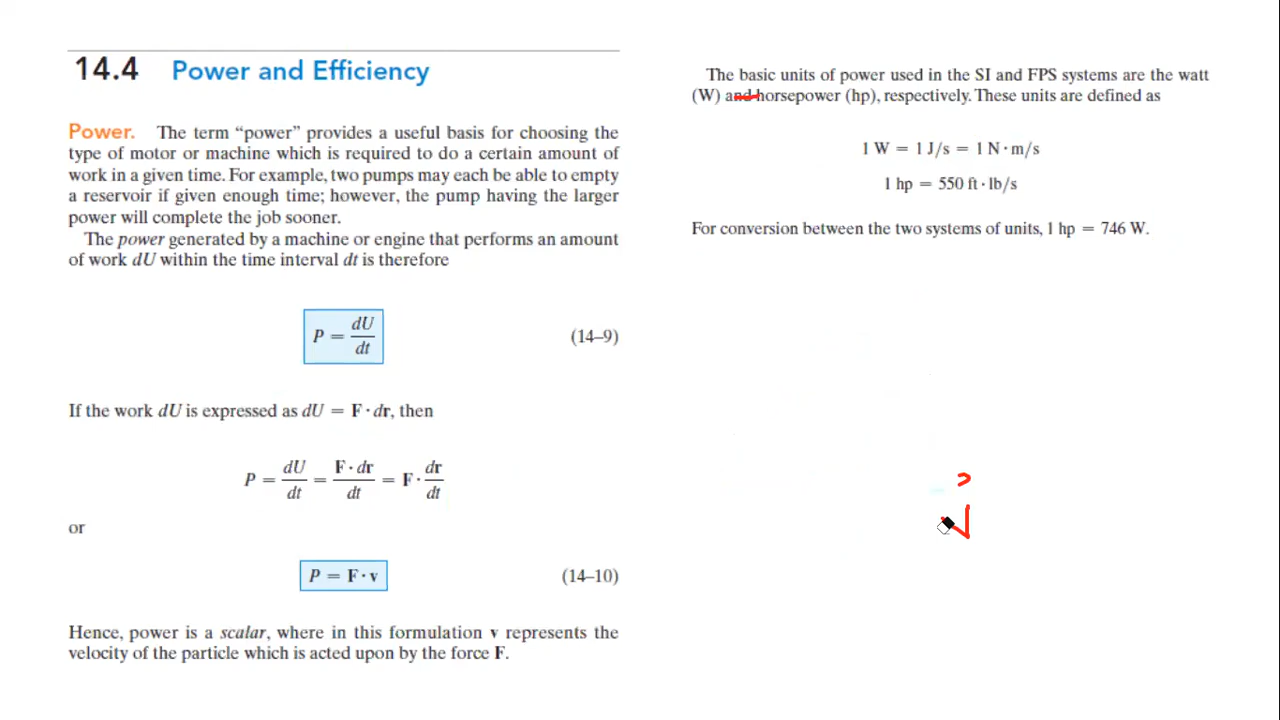 14.4 Power and Efficiency
Power. The term “power” provides a useful basis for choosing the
type of motor or machine which is required to do a certain amount of
work in a given time. For example, two pumps may each be able to empty
a reservoir if given enough time; however, the pump having the larger
power will complete the job sooner.
The power generated by a machine or engine that performs an amount
of work dU within the time interval dt is therefore
P = dU/dt (14–9)
If the work dU is expressed as dU = F · dr, then
P = dU/dt = F · dr/dt = F · dr/dt
or
P = F · v (14–10)
Hence, power is a scalar, where in this formulation v represents the
velocity of the particle which is acted upon by the force F.
The basic units of power used in the SI and FPS systems are the watt
(W) and horsepower (hp), respectively. These units are defined as
1 W = 1 J/s = 1 N · m/s
1 hp = 550 ft · lb/s
For conversion between the two systems of units, 1 hp = 746 W.